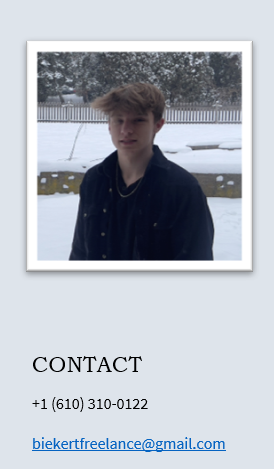 CONTACT
+1 (610) 310-0122
biekertfreelance@gmail.com